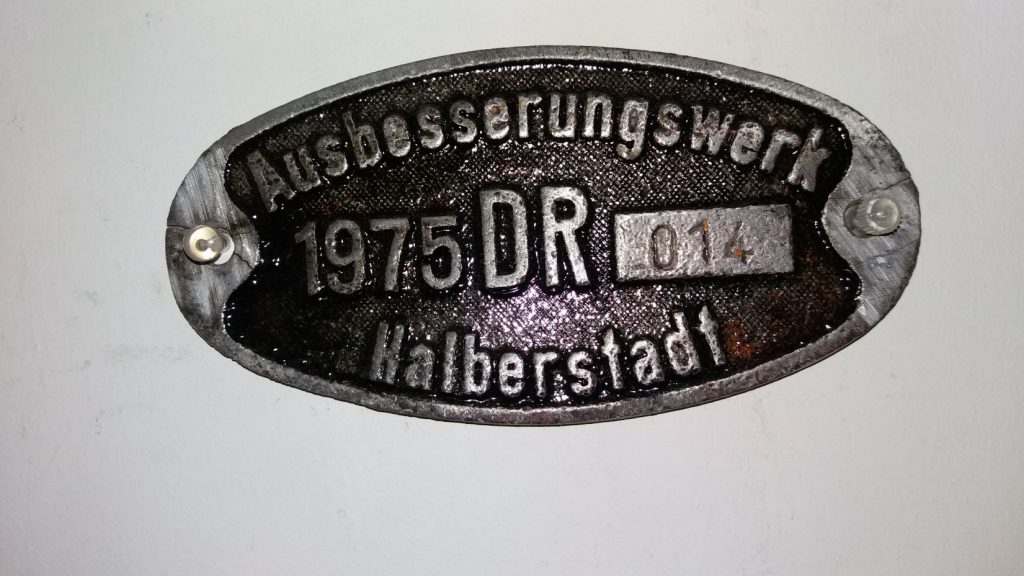 Ausbesserungswerk
1975 DR 014
Halberstadt